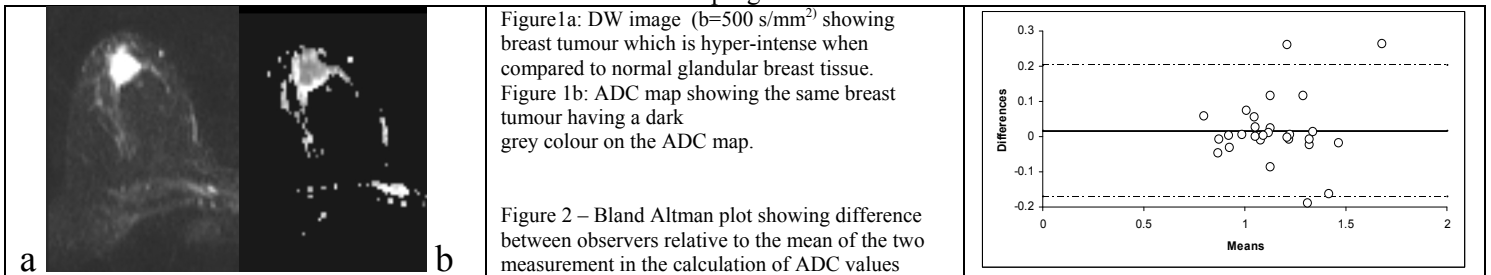 a
b
Figure1a: DW image (b=500 s/mm²⁾ showing
breast tumour which is hyper-intense when
compared to normal glandular breast tissue.
Figure 1b: ADC map showing the same breast
tumour having a dark
grey colour on the ADC map.
Figure 2 – Bland Altman plot showing difference
between observers relative to the mean of the two
measurement in the calculation of ADC values
Differences
0.3
0.2
0.1
0
-0.1
-0.2
0
0.5
1
1.5
2
Means